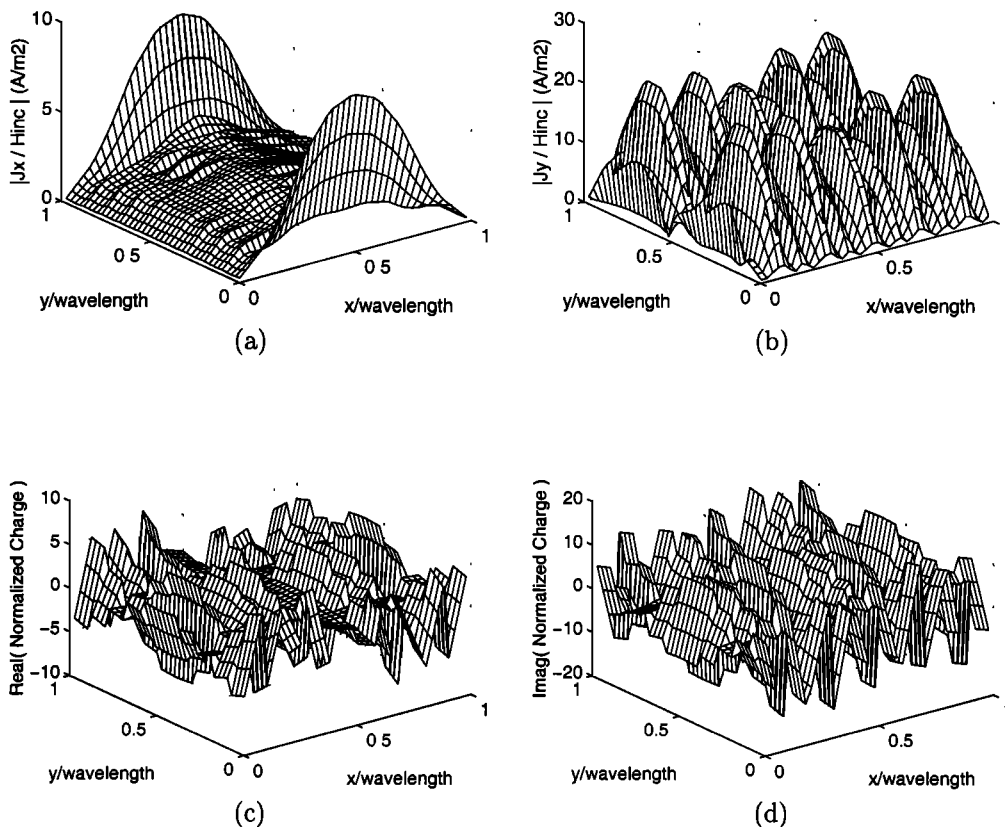 10
5
0
|Jx / Hinc | (A/m2)
1
0 5
0
y/wavelength
0
0 5
1
x/wavelength
(a)
30
20
10
0
|Jy / Hinc | (A/m2)
1
0.5
0
y/wavelength
0
0.5
x/wavelength
(b)
10
5
0
−5
−10
Real( Normalized Charge )
1
0.5
0
y/wavelength
0
0 5
1
x/wavelength
(c)
20
10
0
−10
−20
Imag( Normalized Charge )
1
0.5
0
y/wavelength
0
0.5
x/wavelength
(d)